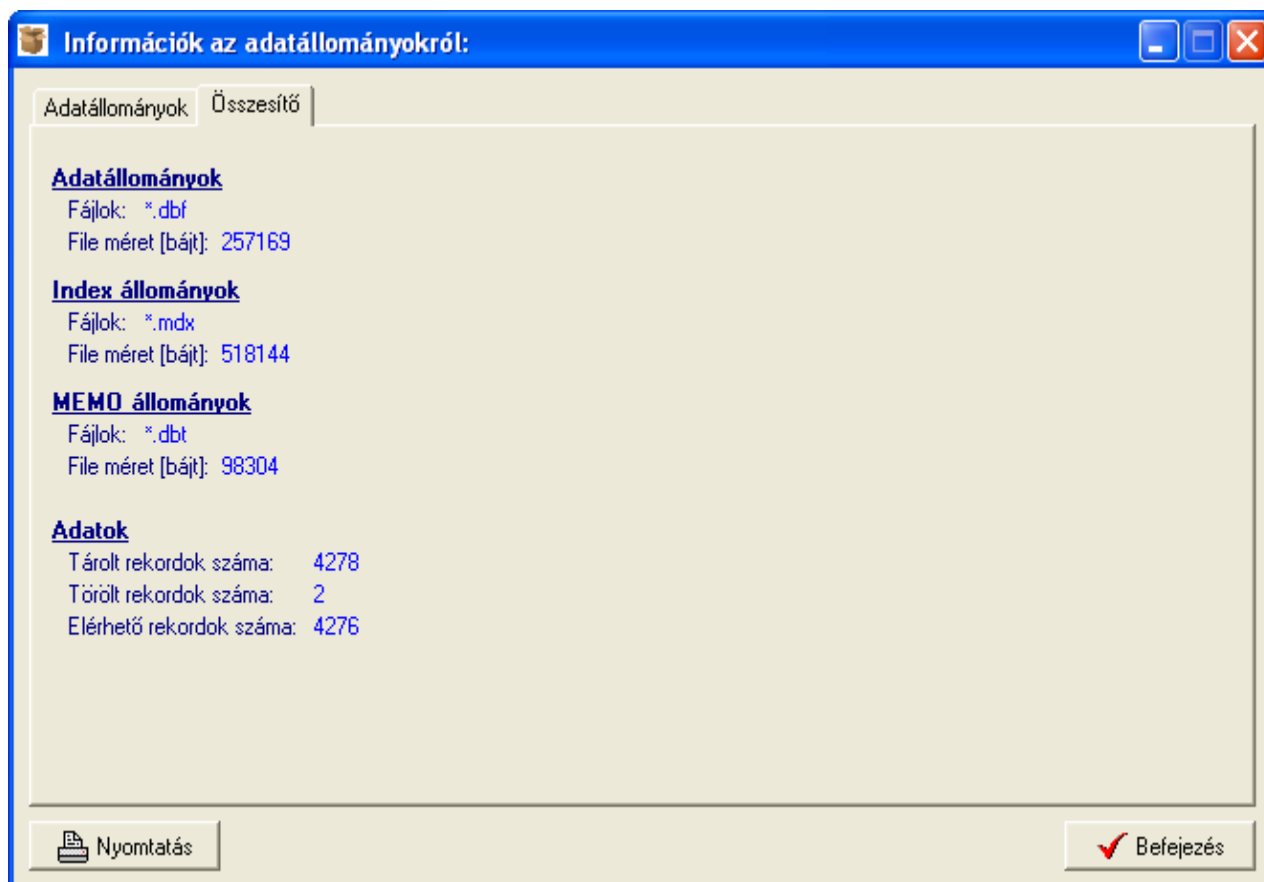 Információk az adatállományokról:
Adatállományok Összesítő
Adatállományok
Fájlok: *.dbf
File méret [bájt]: 257169
Index állományok
Fájlok: *.mdx
File méret [bájt]: 518144
MEMO állományok
Fájlok: *.dbt
File méret [bájt]: 98304
Adatok
Tárolt rekordok száma: 4278
Törölt rekordok száma: 2
Elérhető rekordok száma: 4276
Nyomtatás Befejezés